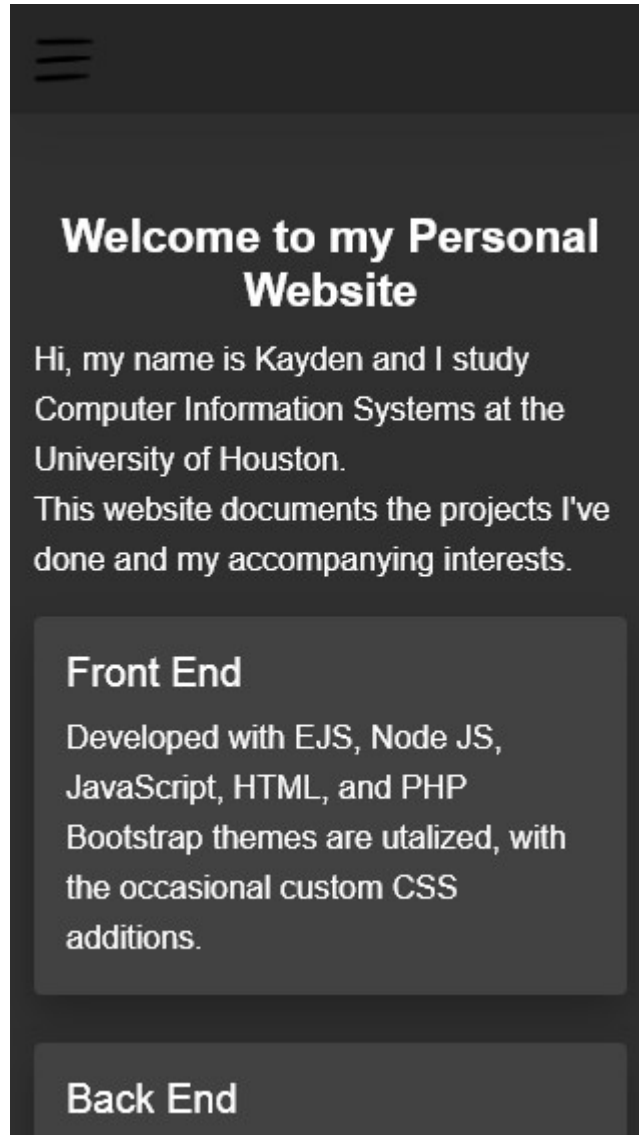 Welcome to my Personal
Website
Hi, my name is Kayden and I study
Computer Information Systems at the
University of Houston.
This website documents the projects I've
done and my accompanying interests.
Front End
Developed with EJS, Node JS,
JavaScript, HTML, and PHP
Bootstrap themes are utalized, with
the occasional custom CSS
additions.
Back End